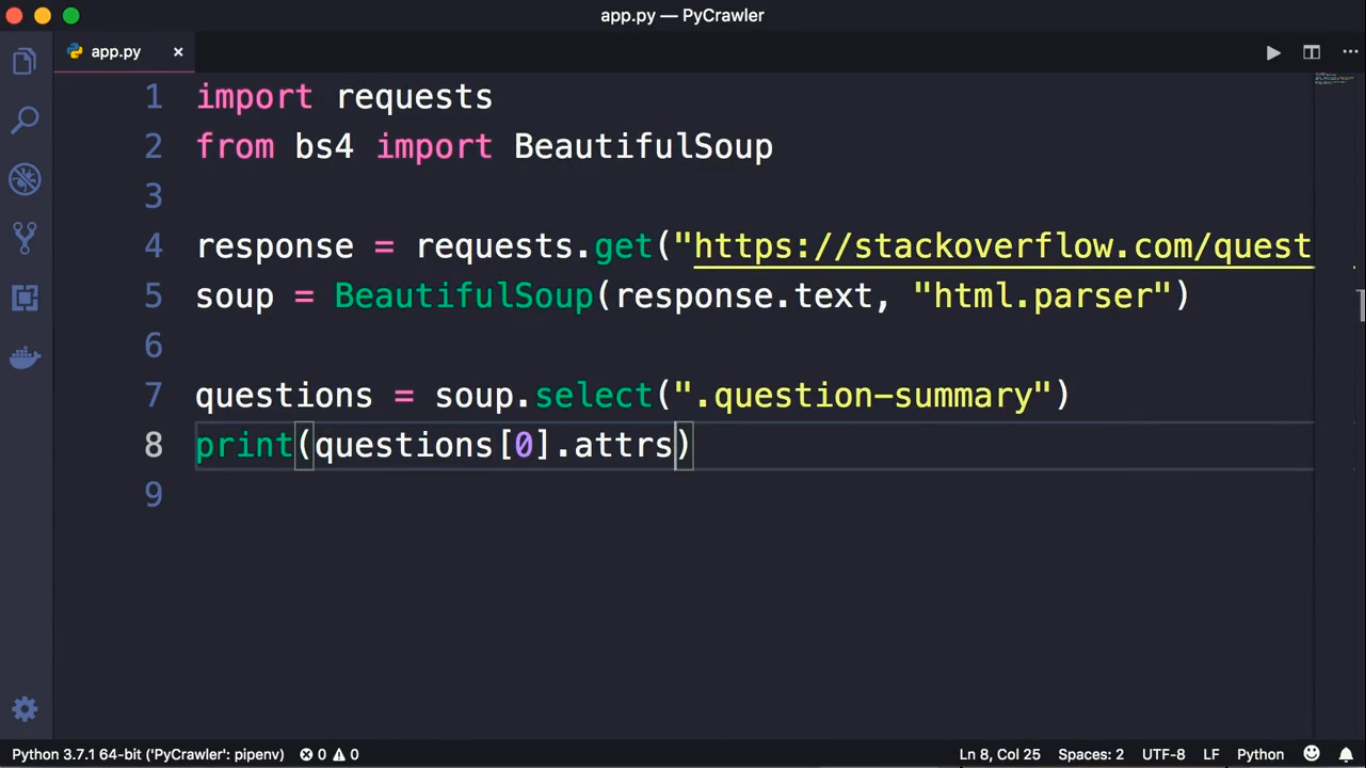 app.py — PyCrawler
app.py ×
1 import requests
2 from bs4 import BeautifulSoup
3
4 response = requests.get("https://stackoverflow.com/quest
5 soup = BeautifulSoup(response.text, "html.parser")
6
7 questions = soup.select(".question-summary")
8 print(questions[0].attrs)
9
Python 3.7.1 64-bit ('PyCrawler': pipenv) 0 0 Ln 8, Col 25 Spaces: 2 UTF-8 LF Python